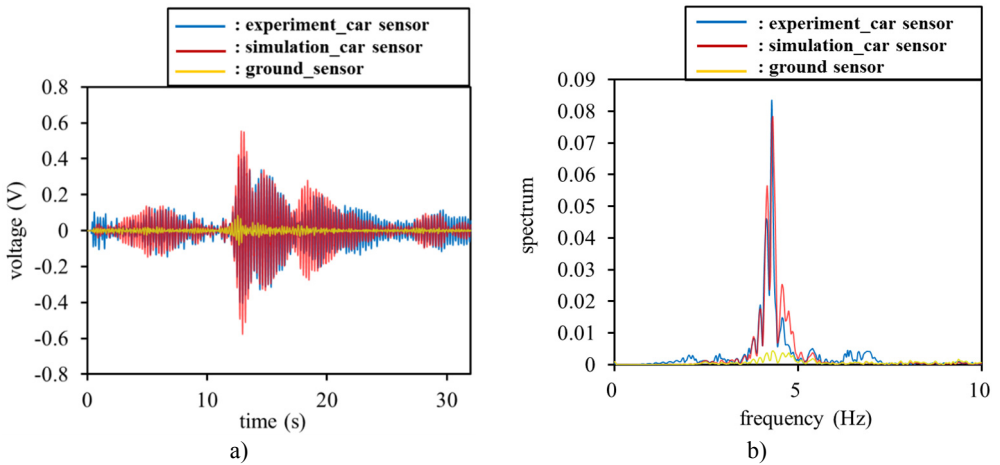 : experiment_car sensor
: simulation_car sensor
: ground_sensor
0.8
0.6
0.4
0.2
0
-0.2
-0.4
-0.6
-0.8
voltage (V)
0 10 20 30
time (s)
a)
: experiment_car sensor
: simulation_car sensor
: ground sensor
0.09
0.08
0.07
0.06
0.05
0.04
0.03
0.02
0.01
0
spectrum
0 5 10
frequency (Hz)
b)